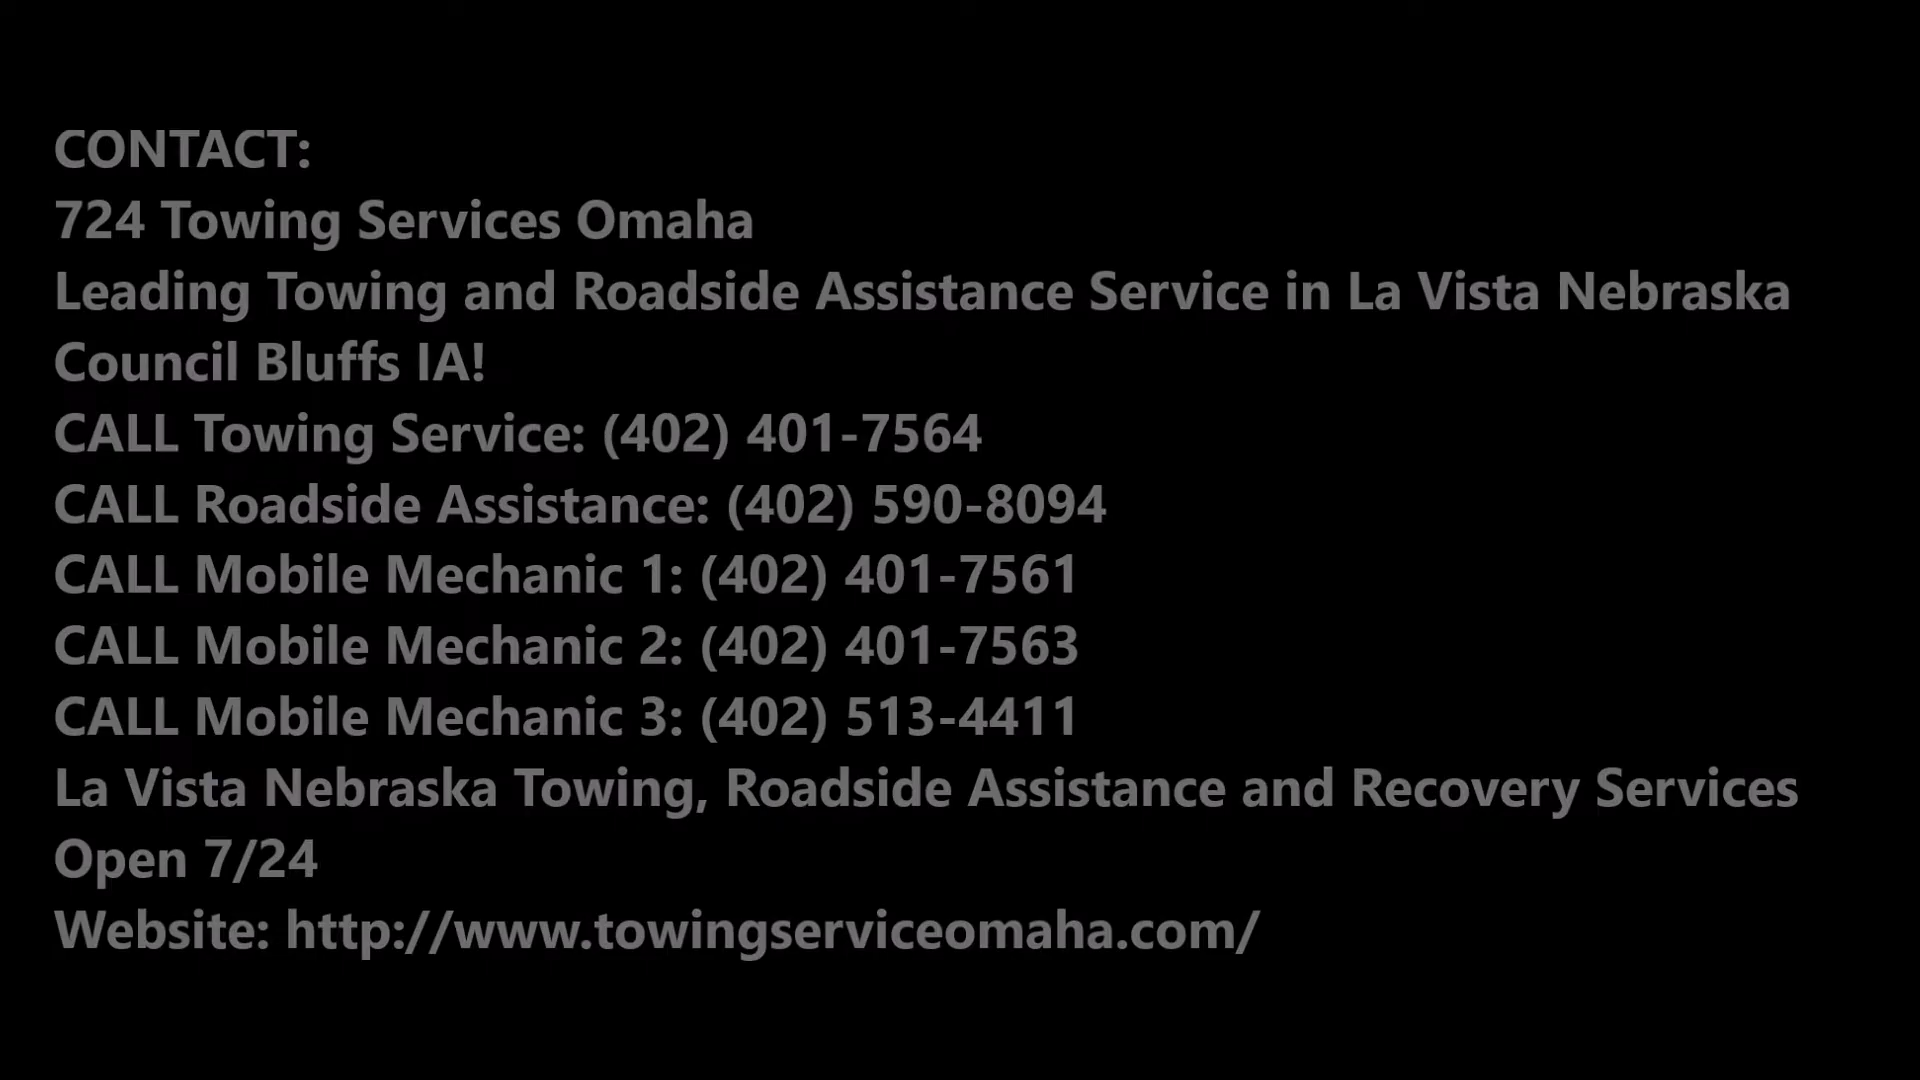 CONTACT:
724 Towing Services Omaha
Leading Towing and Roadside Assistance Service in La Vista Nebraska
Council Bluffs IA!
CALL Towing Service: (402) 401-7564
CALL Roadside Assistance: (402) 590-8094
CALL Mobile Mechanic 1: (402) 401-7561
CALL Mobile Mechanic 2: (402) 401-7563
CALL Mobile Mechanic 3: (402) 513-4411
La Vista Nebraska Towing, Roadside Assistance and Recovery Services
Open 7/24
Website: http://www.towingserviceomaha.com/